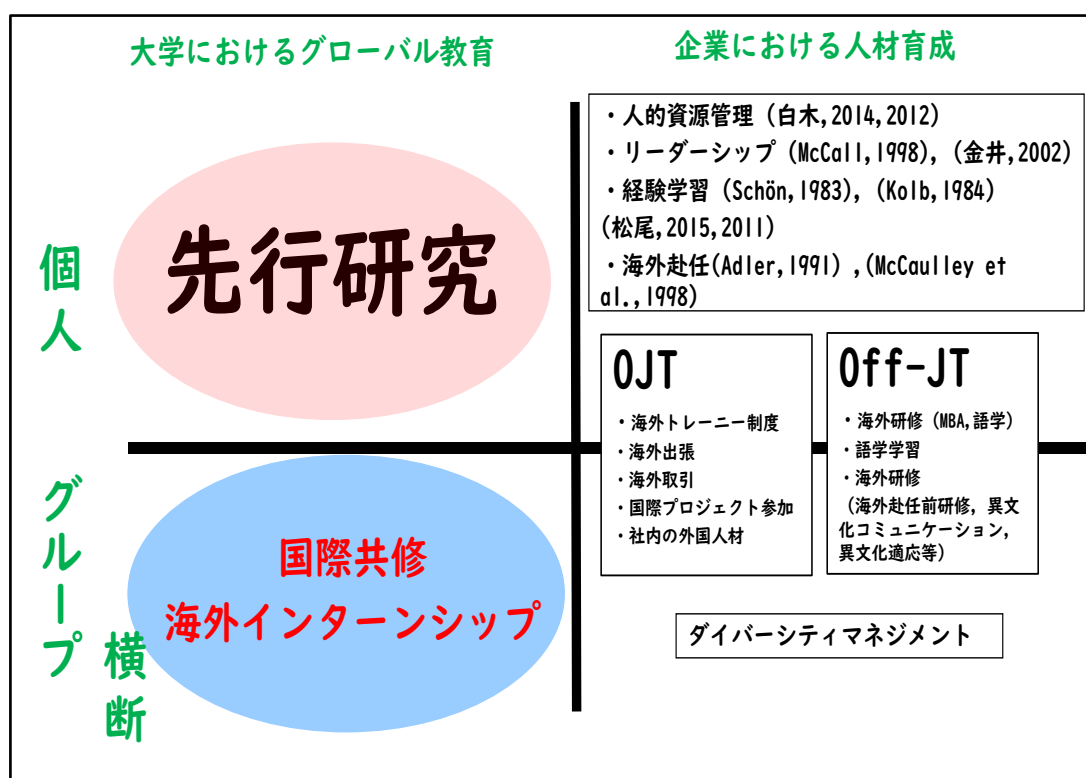 大学におけるグローバル教育
企業における人材育成
・人的資源管理（白木,2014,2012）
・リーダーシップ（McCall,1998),（金井,2002）
・経験学習（Schön,1983),（Kolb,1984）
(松尾,2015,2011）
・海外赴任(Adler,1991）,(McCaulley et
al.,1998)
個人
先行研究
OJT
・海外トレーニー制度
・海外出張
・海外取引
・国際プロジェクト参加
・社内の外国人材
Off-JT
・海外研修（MBA,語学）
・語学学習
・海外研修
（海外赴任前研修，異文
化コミュニケーション，
異文化適応等）
グループ
横断
国際共修
海外インターンシップ
ダイバーシティマネジメント